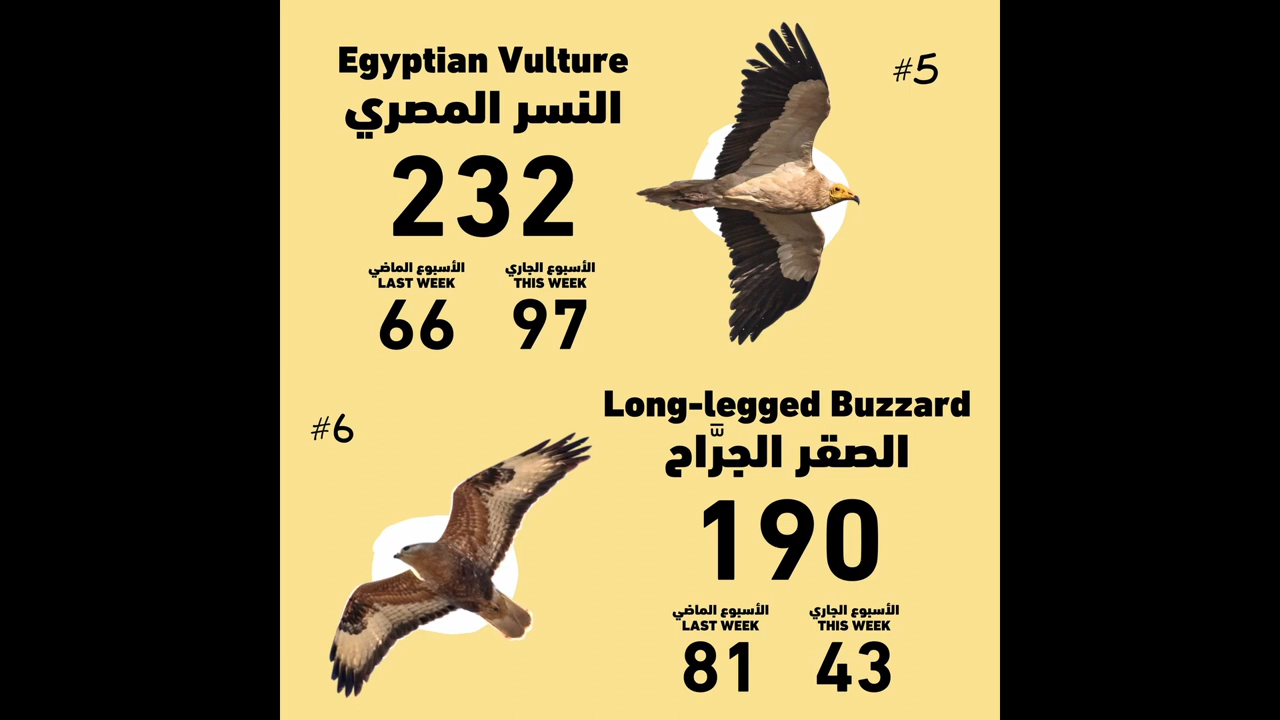 Egyptian Vulture
#5
النسر المصري
232
الأسبوع الماضي
الأسبوع الجاري
LAST WEEK
THIS WEEK
66
97
Long-legged Buzzard
#6
الصقر الجرَّاح
190
الأسبوع الماضي
الأسبوع الجاري
LAST WEEK
THIS WEEK
81
43